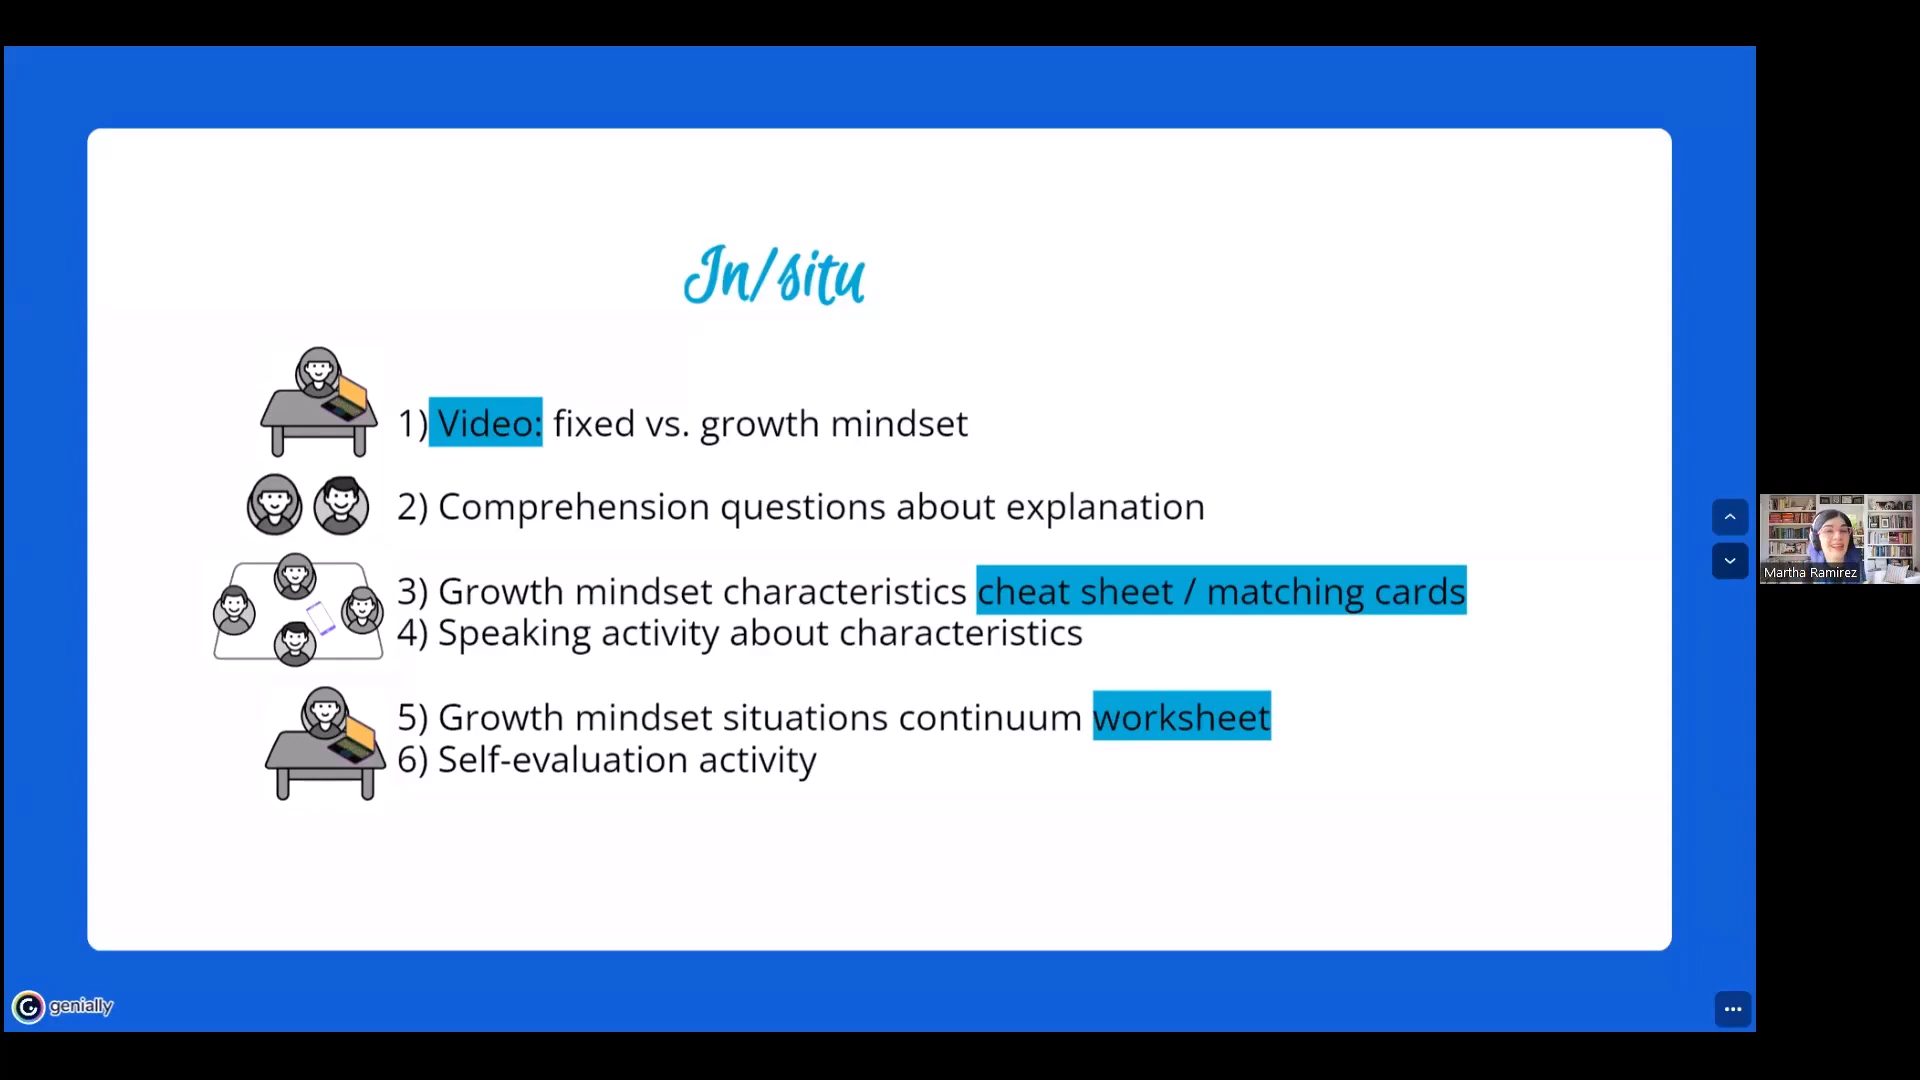 In/situ
1) Video: fixed vs. growth mindset
2) Comprehension questions about explanation
3) Growth mindset characteristics cheat sheet / matching cards
4) Speaking activity about characteristics
5) Growth mindset situations continuum worksheet
6) Self-evaluation activity
Martha Ramirez
genially